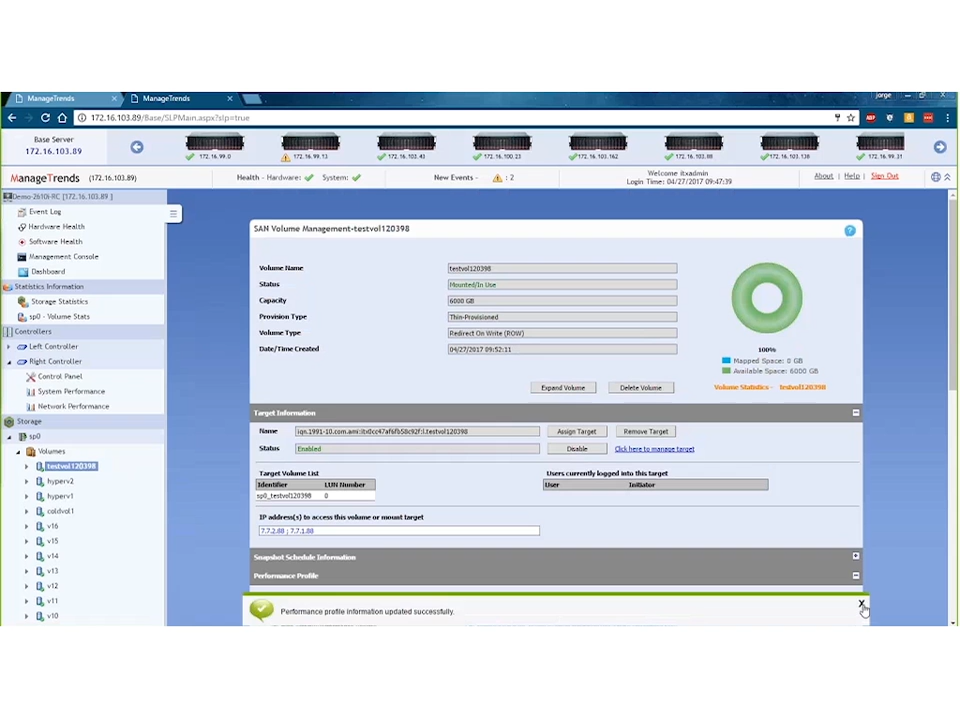 ManageTrends
ManageTrends
jorge
172.16.103.89/Base/SLPMain.aspx?slp=true
Base Server
172.16.103.89
172.16.99.0
172.16.99.13
172.16.103.43
172.16.100.23
172.16.103.162
172.16.103.88
172.16.103.138
172.16.99.21
ManageTrends (172.16.103.89)
Health - Hardware: System:
New Events - : 2
Welcome itxadmin
Login Time: 04/27/2017 09:47:39
About | Help | Sign Out
Demo-2610i-RC [172.16.103.89 ]
Event Log
Hardware Health
Software Health
Management Console
Dashboard
Statistics Information
Storage Statistics
sp0 - Volume Stats
Controllers
Left Controller
Right Controller
Control Panel
System Performance
Network Performance
Storage
sp0
Volumes
testvol120398
hyperv2
hyperv1
coldvol1
v16
v15
v14
v13
v12
v11
v10
SAN Volume Management-testvol120398
Volume Name testvol120398
Status Mounted/In Use
Capacity 6000 GB
Provision Type Thin-Provisioned
Volume Type Redirect On Write (ROW)
Date/Time Created 04/27/2017 09:52:11
100%
Mapped Space: 0 GB
Available Space: 6000 GB
Volume Statistics - testvol120398
Expand Volume Delete Volume
Target Information
Name iqn.1991-10.com.ami:itx0cc47af6fb58c92f:l.testvol120398 Assign Target Remove Target
Status Enabled Disable Click here to manage target
Target Volume List
Identifier LUN Number
sp0_testvol120398 0
Users currently logged into this target
User Initiator
IP address(s) to access this volume or mount target
7.7.2.88 ; 7.7.1.88
Snapshot Schedule Information
Performance Profile
Performance profile information updated successfully.
X